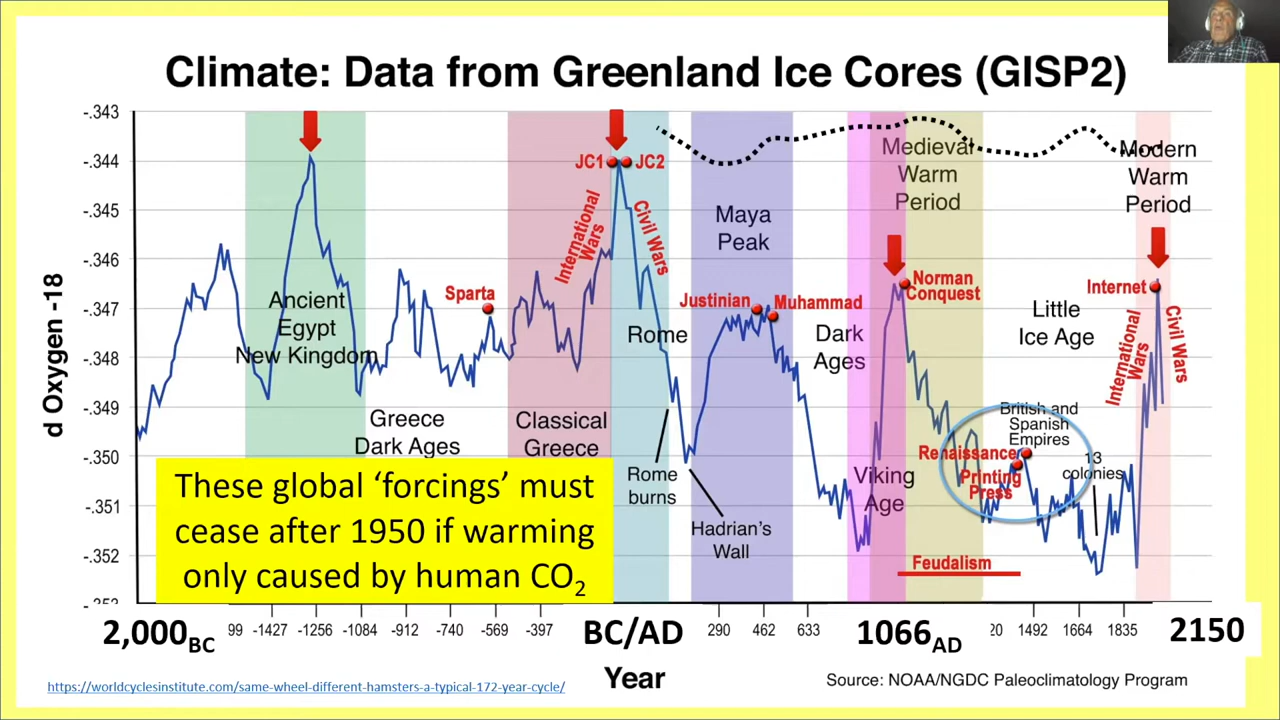 Climate: Data from Greenland Ice Cores (GISP2)
d Oxygen -18
-.343
-.344
-.345
-.346
-.347
-.348
-.349
-.350
-.351
-.352
JC1
JC2
International
Wars
Civil Wars
Maya
Peak
Medieval
Warm
Period
Modern
Warm
Period
Ancient
Egypt
New Kingdom
Sparta
Rome
Justinian
Muhammad
Dark
Ages
Norman
Conquest
Little
Ice Age
Internet
International
Wars
Civil Wars
Greece
Dark Ages
Classical
Greece
Rome
burns
Hadrian's
Wall
Viking
Age
British and
Spanish
Empires
Renaissance
Printing
Press
13
colonies
Feudalism
These global ‘forcings’ must
cease after 1950 if warming
only caused by human CO2
2,000BC 99 -1427 -1256 -1084 -912 -740 -569 -397 BC/AD 290 462 633 1066AD 20 1492 1664 1835 2150
Year
https://worldcyclesinstitute.com/same-wheel-different-hamsters-a-typical-172-year-cycle/
Source: NOAA/NGDC Paleoclimatology Program